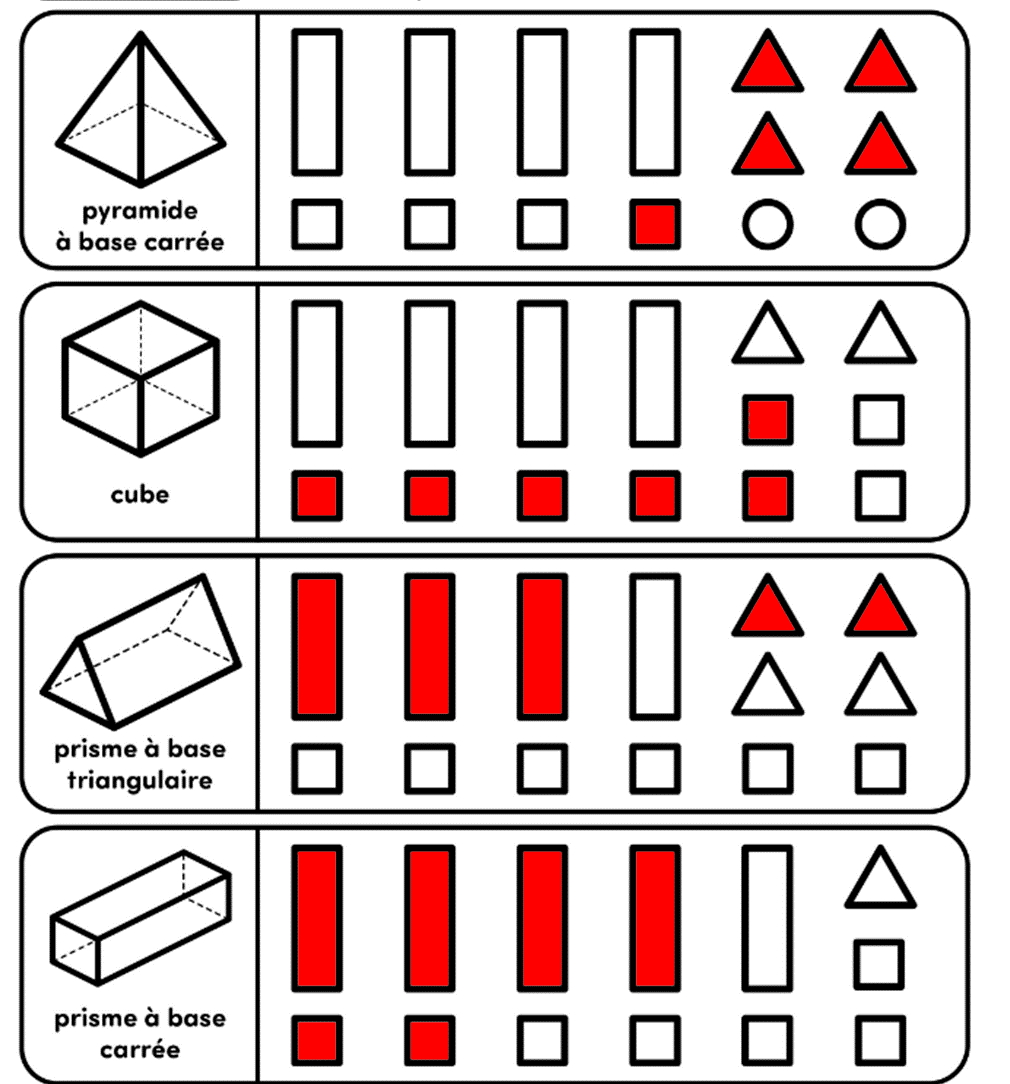 pyramide
à base carrée
cube
prisme à base
triangulaire
prisme à base
carrée